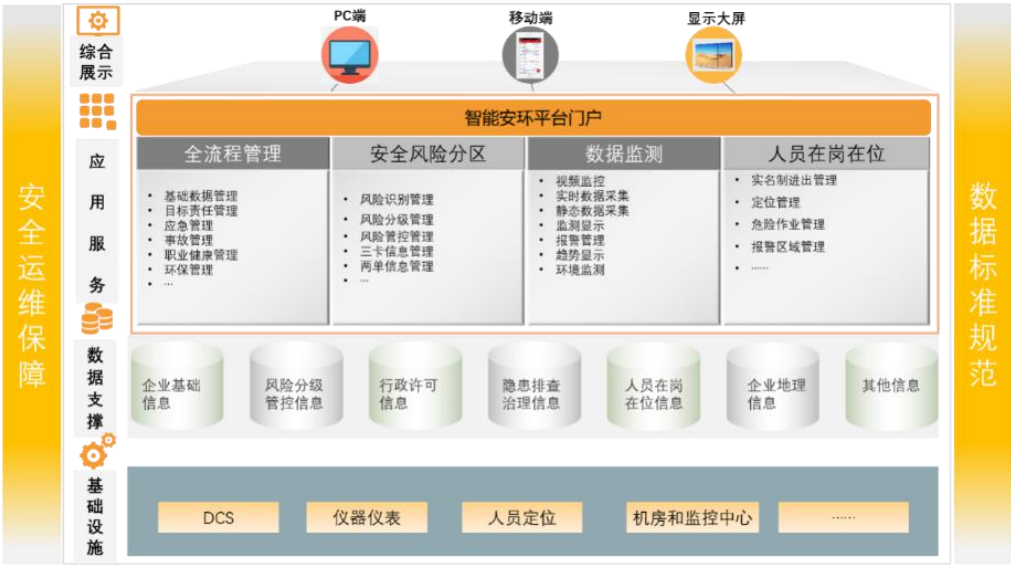 PC端
移动端
显示大屏
综合
展示
智能安环平台门户
应
用
服
务
全流程管理
• 基础数据管理
• 目标责任管理
• 应急管理
• 事故管理
• 职业健康管理
• 环保管理
• ...
安全风险分区
• 风险识别管理
• 风险分级管理
• 风险管控管理
• 三卡信息管理
• 两单信息管理
• ...
数据监测
• 视频监控
• 实时数据采集
• 静态数据采集
• 监测显示
• 报警管理
• 趋势显示
• 环境监测
人员在岗在位
• 实名制进出管理
• 定位管理
• 危险作业管理
• 报警区域管理
• ......
数
据
支
撑
企业基础
信息
风险分级
管控信息
行政许可
信息
隐患排查
治理信息
人员在岗
在位信息
企业地理
信息
其他信息
基
础
设
施
DCS
仪器仪表
人员定位
机房和监控中心
......
安
全
运
维
保
障
数
据
标
准
规
范